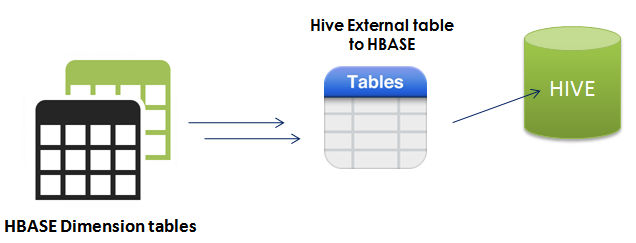 Hive External table
to HBASE
Tables
HIVE
HBASE Dimension tables